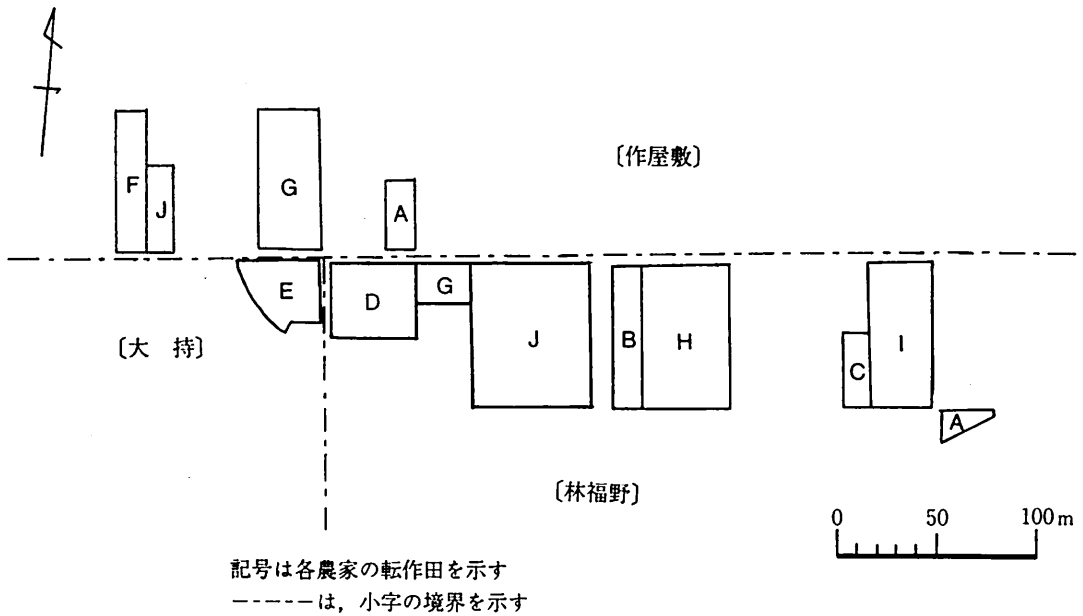 〔作屋敷〕
F
J
G
A
E
D
G
J
B
H
C
I
A
〔大 持〕
〔林福野〕
0 50 100m
記号は各農家の転作田を示す
-----は，小字の境界を示す